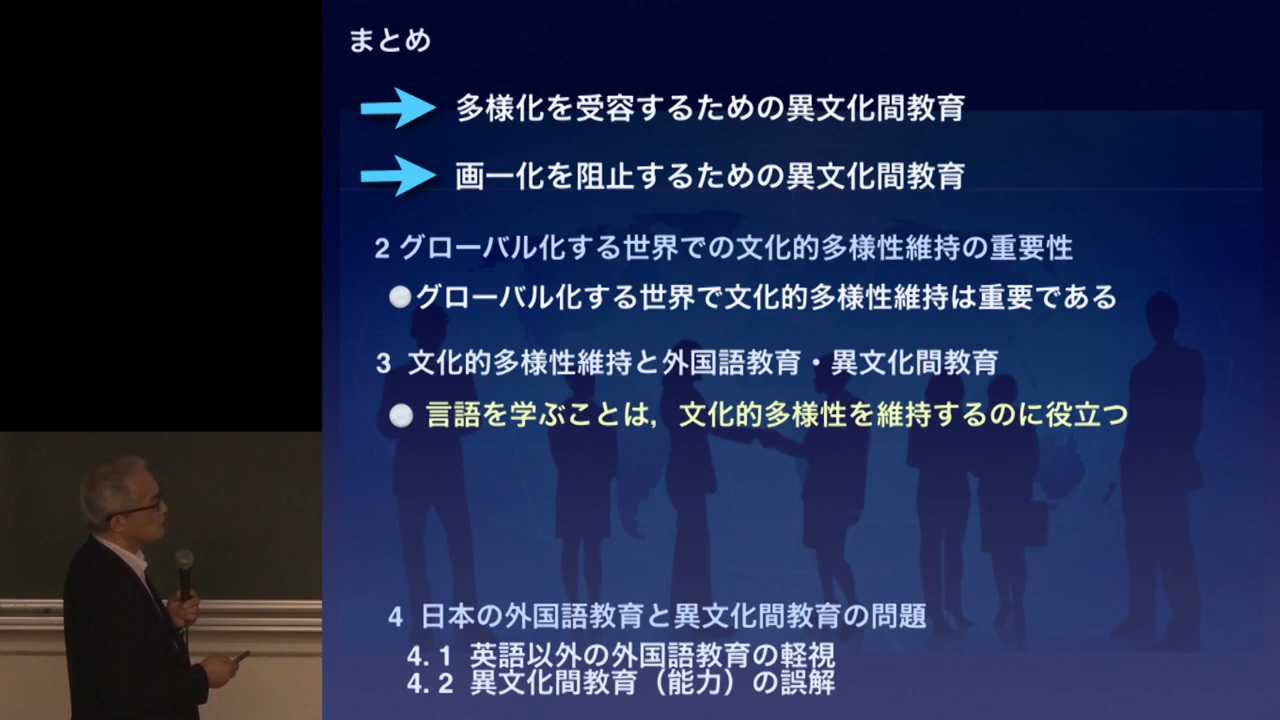 まとめ
多様化を受容するための異文化間教育
画一化を阻止するための異文化間教育
2 グローバル化する世界での文化的多様性維持の重要性
グローバル化する世界で文化的多様性維持は重要である
3 文化的多様性維持と外国語教育・異文化間教育
言語を学ぶことは，文化的多様性を維持するのに役立つ
4 日本の外国語教育と異文化間教育の問題
4. 1 英語以外の外国語教育の軽視
4. 2 異文化間教育（能力）の誤解